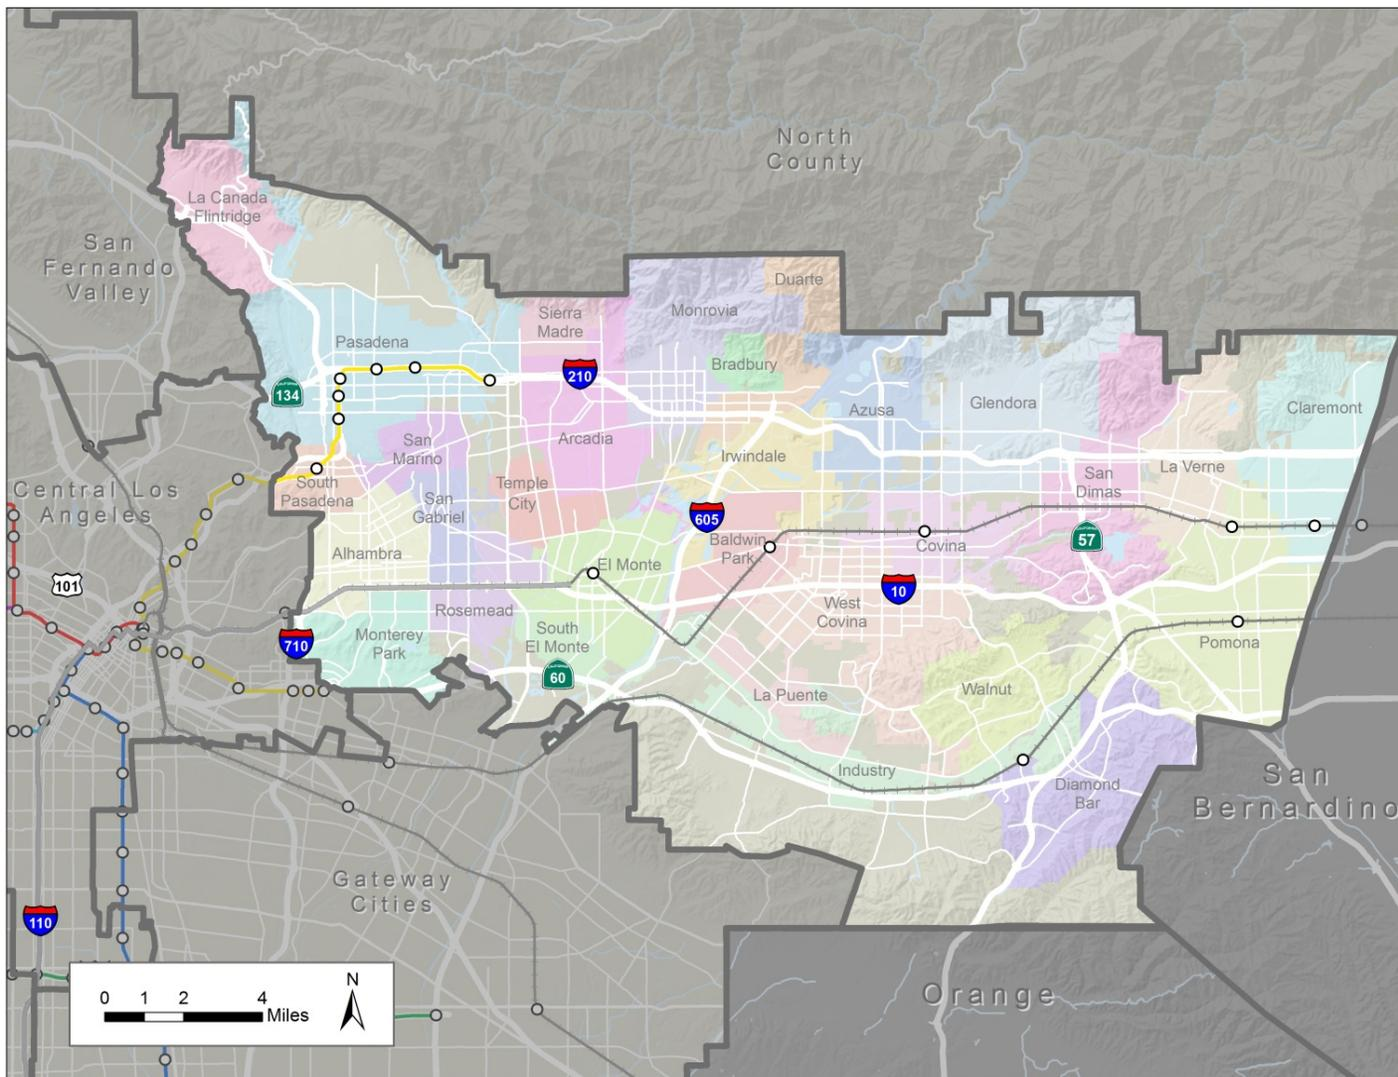 North
County
La Canada
Flintridge
San
Fernando
Valley
Duarte
Monrovia
Sierra
Madre
Pasadena
Bradbury
210
134
Azusa
Glendora
Claremont
San
Marino
Arcadia
Irwindale
La Verne
San
Dimas
South
Pasadena
Temple
City
San
Gabriel
Central Los
Angeles
605
CALIFORNIA
57
Baldwin
Park
Covina
Alhambra
El Monte
101
10
Rosemead
West
Covina
South
El Monte
Monterey
Park
710
60
Pomona
La Puente
Walnut
Industry
Diamond
Bar
San
Bernardino
Gateway
Cities
110
Orange
N
0 1 2 4
Miles